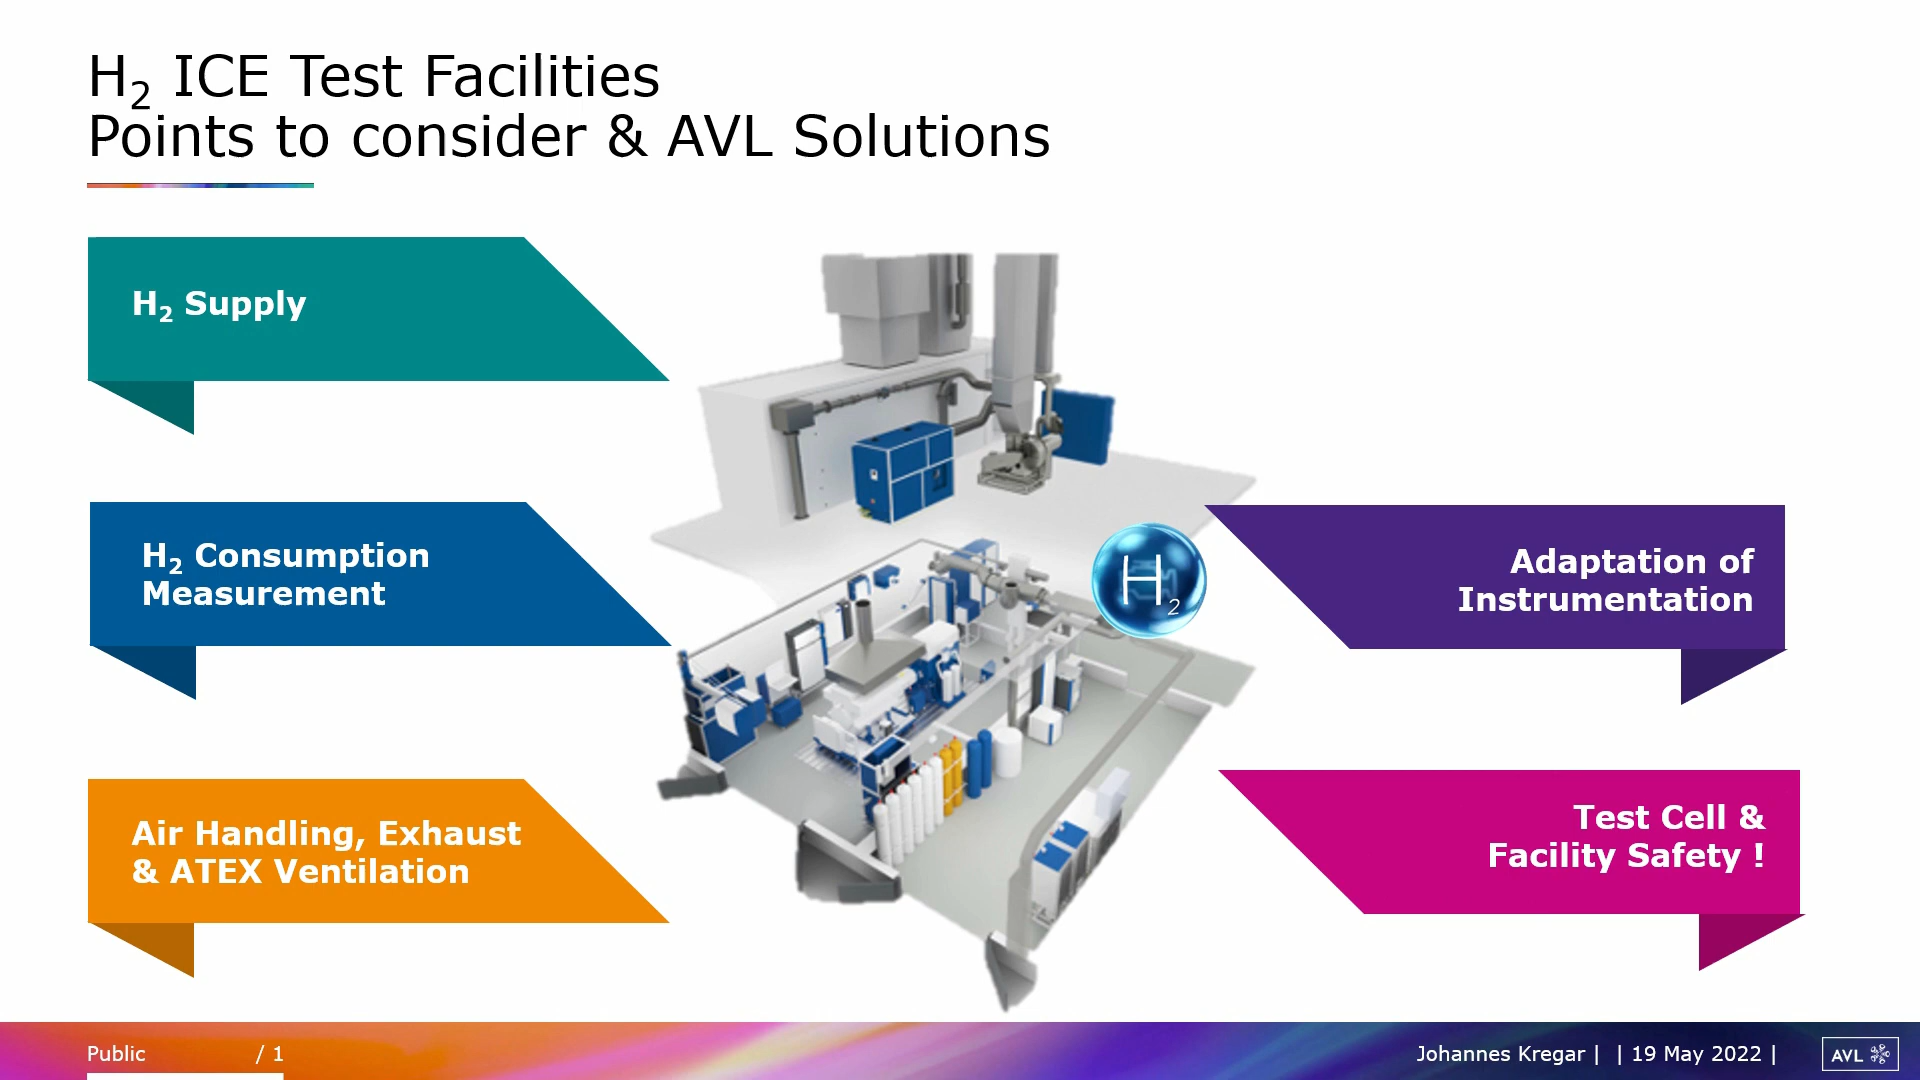 H₂ ICE Test Facilities
Points to consider & AVL Solutions
H₂ Supply
H₂ Consumption
Measurement
Air Handling, Exhaust
& ATEX Ventilation
H₂
Adaptation of
Instrumentation
Test Cell &
Facility Safety !
Public / 1
Johannes Kregar | | 19 May 2022 |
AVL